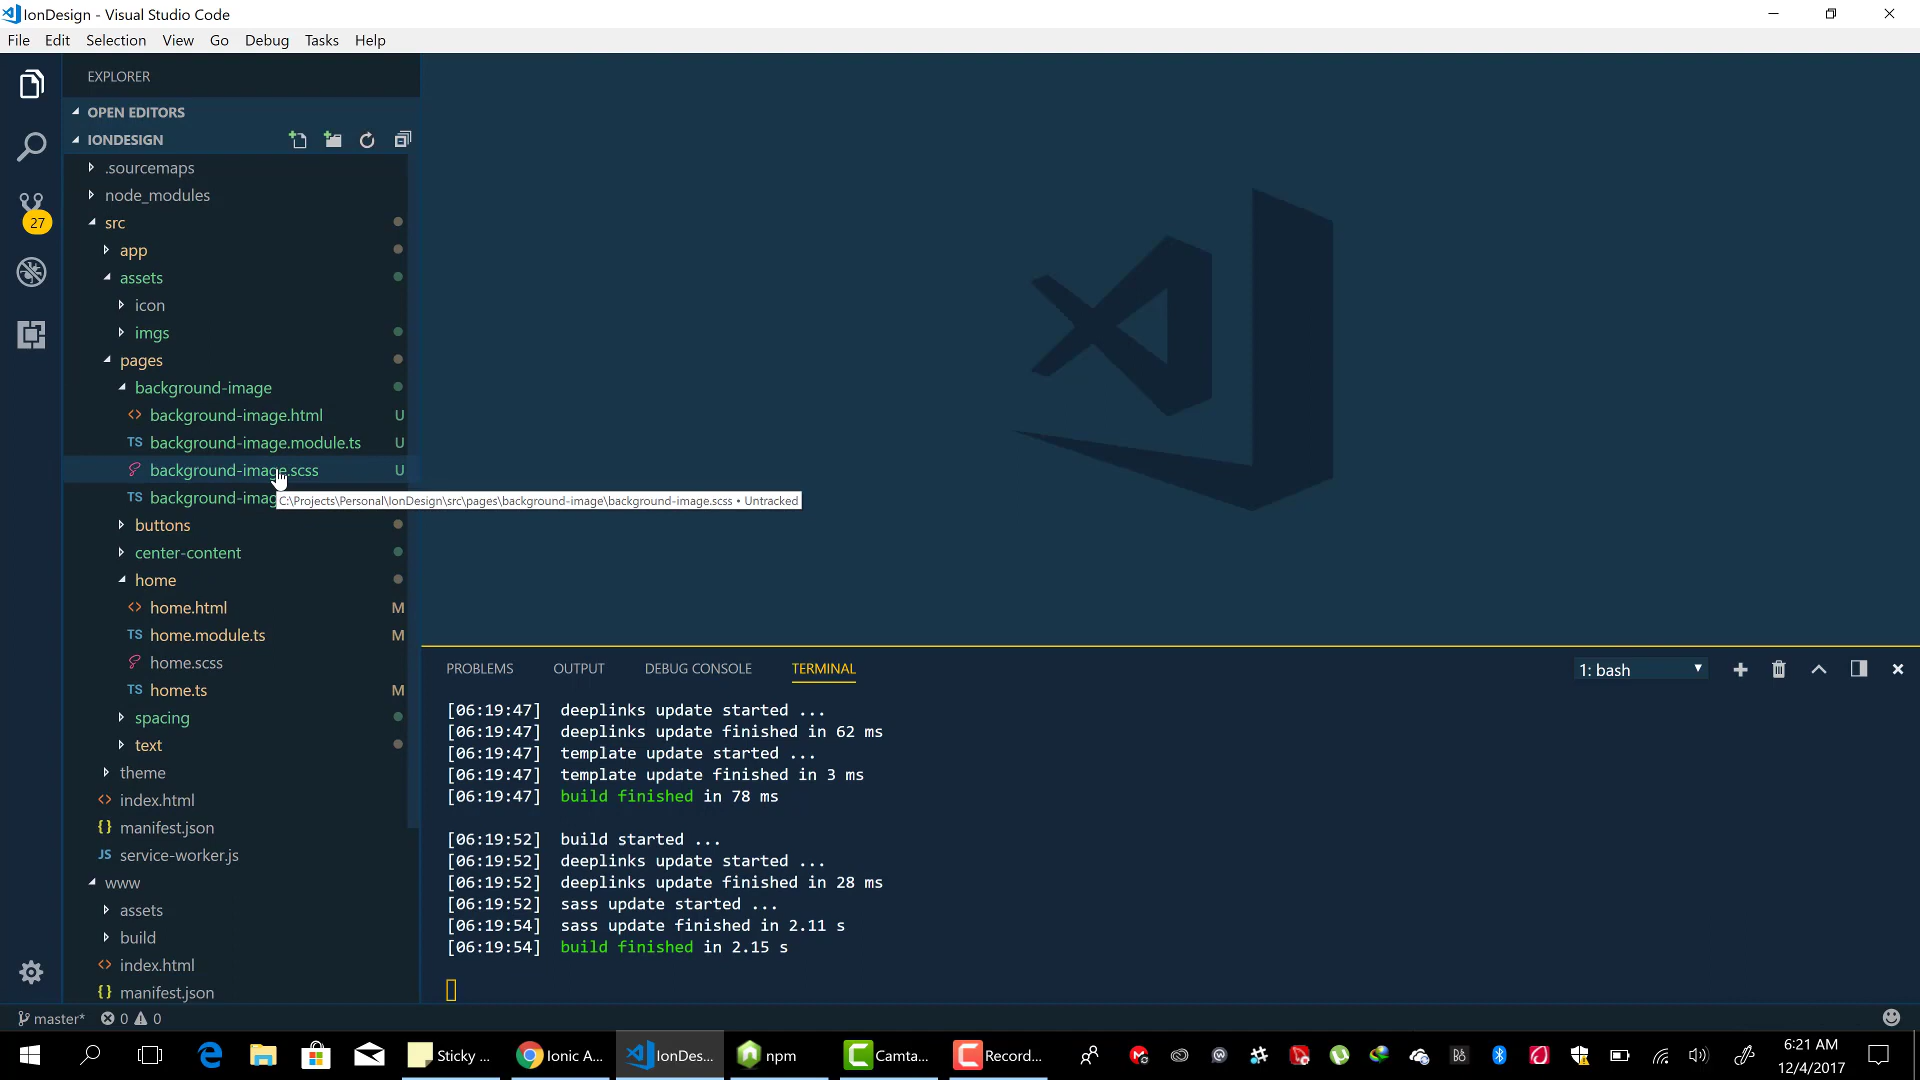 IonDesign - Visual Studio Code
File Edit Selection View Go Debug Tasks Help
EXPLORER
OPEN EDITORS
IONDESIGN
.sourcemaps
node_modules
src
app
assets
icon
imgs
pages
background-image
background-image.html U
TS background-image.module.ts U
background-image.scss U
TS background-imag
C:\Projects\Personal\IonDesign\src\pages\background-image\background-image.scss • Untracked
buttons
center-content
home
home.html M
TS home.module.ts M
home.scss
TS home.ts M
spacing
text
theme
index.html
{} manifest.json
JS service-worker.js
www
assets
build
index.html
{} manifest.json
27
PROBLEMS OUTPUT DEBUG CONSOLE TERMINAL
1: bash
[06:19:47] deeplinks update started ...
[06:19:47] deeplinks update finished in 62 ms
[06:19:47] template update started ...
[06:19:47] template update finished in 3 ms
[06:19:47] build finished in 78 ms
[06:19:52] build started ...
[06:19:52] deeplinks update started ...
[06:19:52] deeplinks update finished in 28 ms
[06:19:52] sass update started ...
[06:19:54] sass update finished in 2.11 s
[06:19:54] build finished in 2.15 s
master* 0 0
Sticky ... Ionic A... IonDes... npm Camta... Record...
6:21 AM
12/4/2017